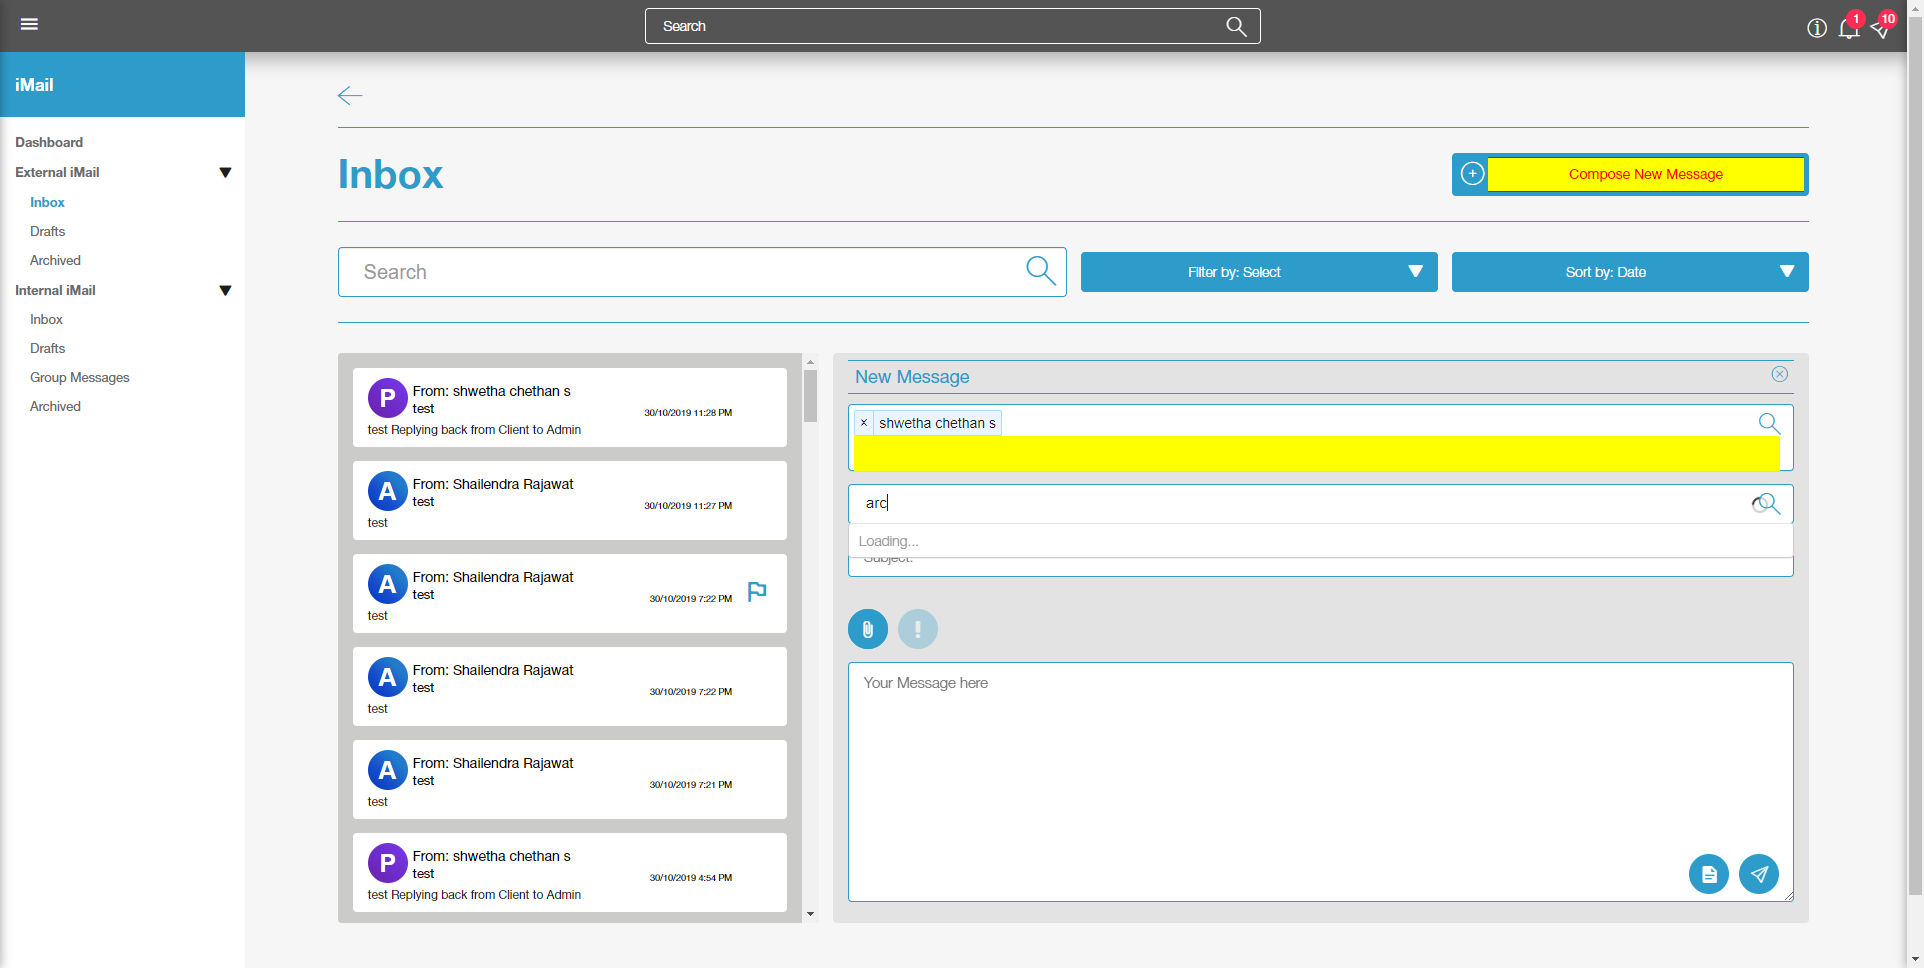 Search
1
10
iMail
Dashboard
External iMail
Inbox
Drafts
Archived
Internal iMail
Inbox
Drafts
Group Messages
Archived
Inbox
Compose New Message
Search
Filter by: Select
Sort by: Date
P
From: shwetha chethan s
test
30/10/2019 11:28 PM
test Replying back from Client to Admin
A
From: Shailendra Rajawat
test
30/10/2019 11:27 PM
test
A
From: Shailendra Rajawat
test
30/10/2019 7:22 PM
test
A
From: Shailendra Rajawat
test
30/10/2019 7:22 PM
test
A
From: Shailendra Rajawat
test
30/10/2019 7:21 PM
test
P
From: shwetha chethan s
test
30/10/2019 4:54 PM
test Replying back from Client to Admin
New Message
× shwetha chethan s
arc
Loading...
Subject:
Your Message here